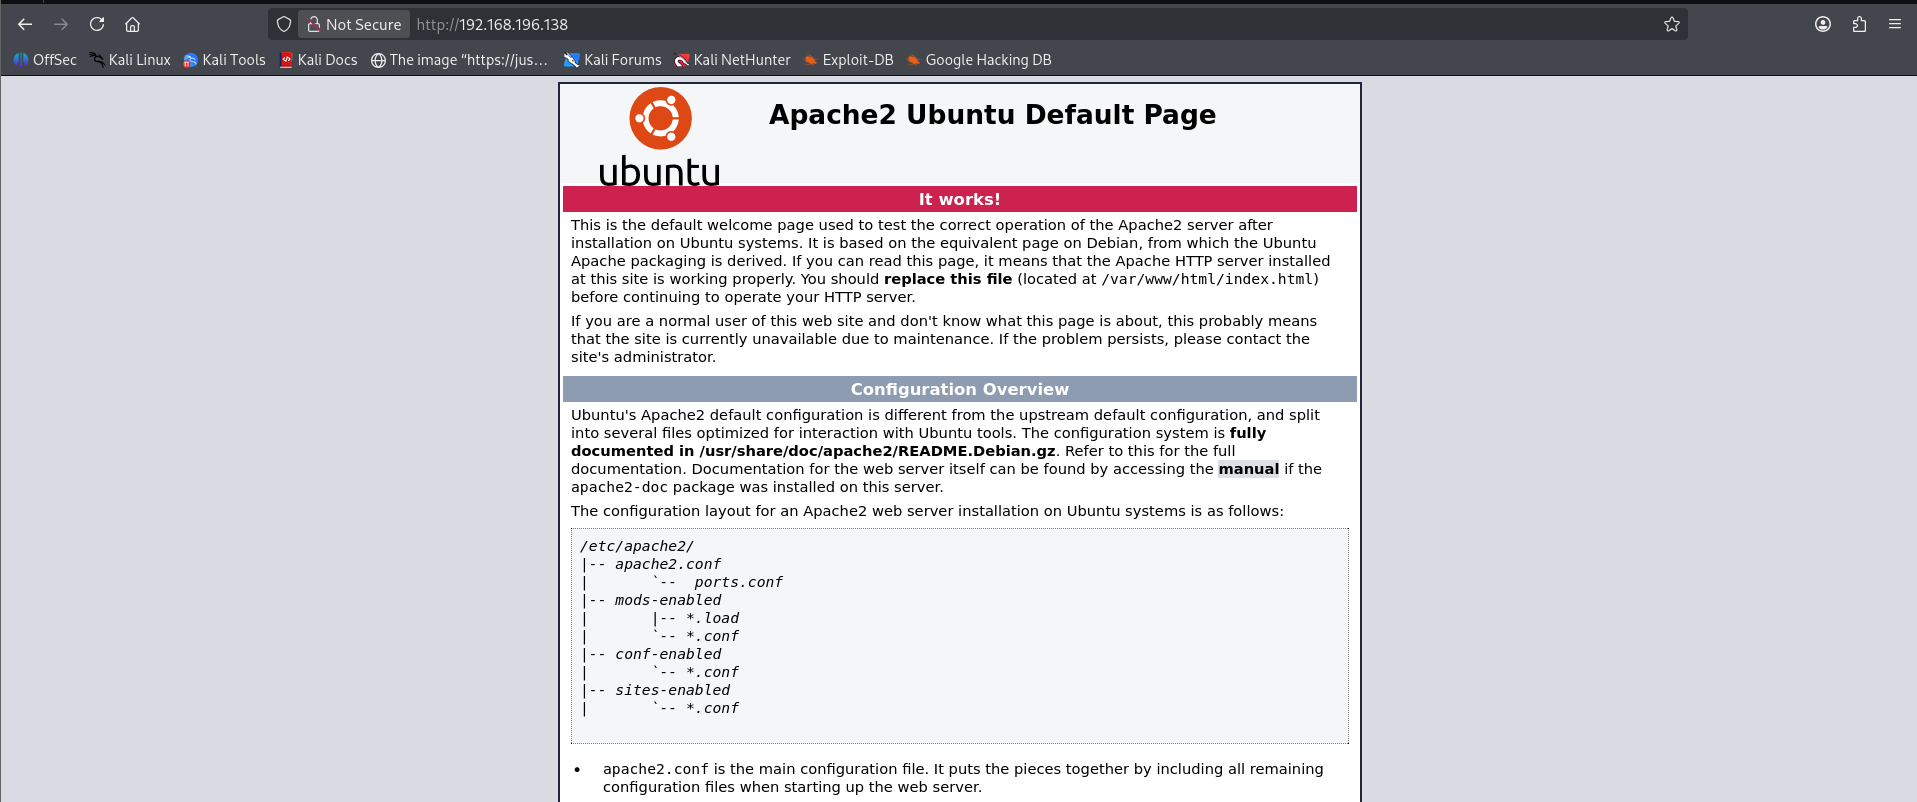 Not Secure http://192.168.196.138
OffSec Kali Linux Kali Tools Kali Docs The image “https://jus… Kali Forums Kali NetHunter Exploit-DB Google Hacking DB
ubuntu
Apache2 Ubuntu Default Page
It works!
This is the default welcome page used to test the correct operation of the Apache2 server after
installation on Ubuntu systems. It is based on the equivalent page on Debian, from which the Ubuntu
Apache packaging is derived. If you can read this page, it means that the Apache HTTP server installed
at this site is working properly. You should replace this file (located at /var/www/html/index.html)
before continuing to operate your HTTP server.
If you are a normal user of this web site and don't know what this page is about, this probably means
that the site is currently unavailable due to maintenance. If the problem persists, please contact the
site's administrator.
Configuration Overview
Ubuntu's Apache2 default configuration is different from the upstream default configuration, and split
into several files optimized for interaction with Ubuntu tools. The configuration system is fully
documented in /usr/share/doc/apache2/README.Debian.gz. Refer to this for the full
documentation. Documentation for the web server itself can be found by accessing the manual if the
apache2-doc package was installed on this server.
The configuration layout for an Apache2 web server installation on Ubuntu systems is as follows:
/etc/apache2/
|-- apache2.conf
|       `--  ports.conf
|-- mods-enabled
|       |-- *.load
|       `-- *.conf
|-- conf-enabled
|       `-- *.conf
|-- sites-enabled
|       `-- *.conf
• apache2.conf is the main configuration file. It puts the pieces together by including all remaining
configuration files when starting up the web server.